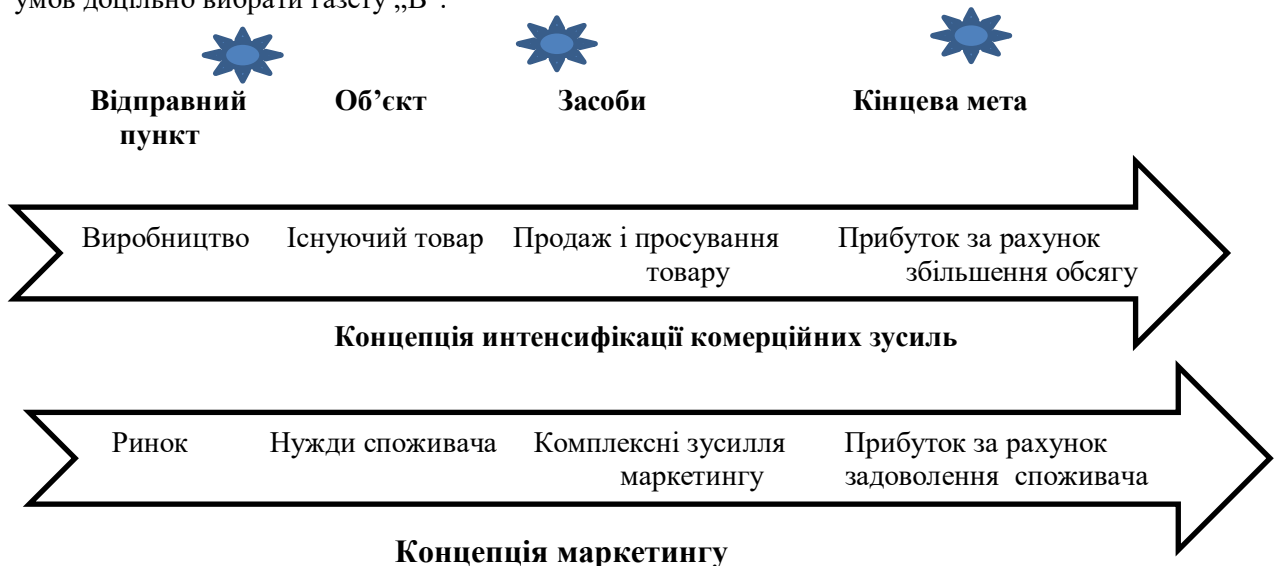 умов доцільно вибрати газету „В”.
Відправний Об’єкт Засоби Кінцева мета
пункт
Виробництво Існуючий товар Продаж і просування Прибуток за рахунок
товару збільшення обсягу
Концепція интенсифікації комерційних зусиль
Ринок Нужди споживача Комплексні зусилля Прибуток за рахунок
маркетингу задоволення споживача
Концепція маркетингу